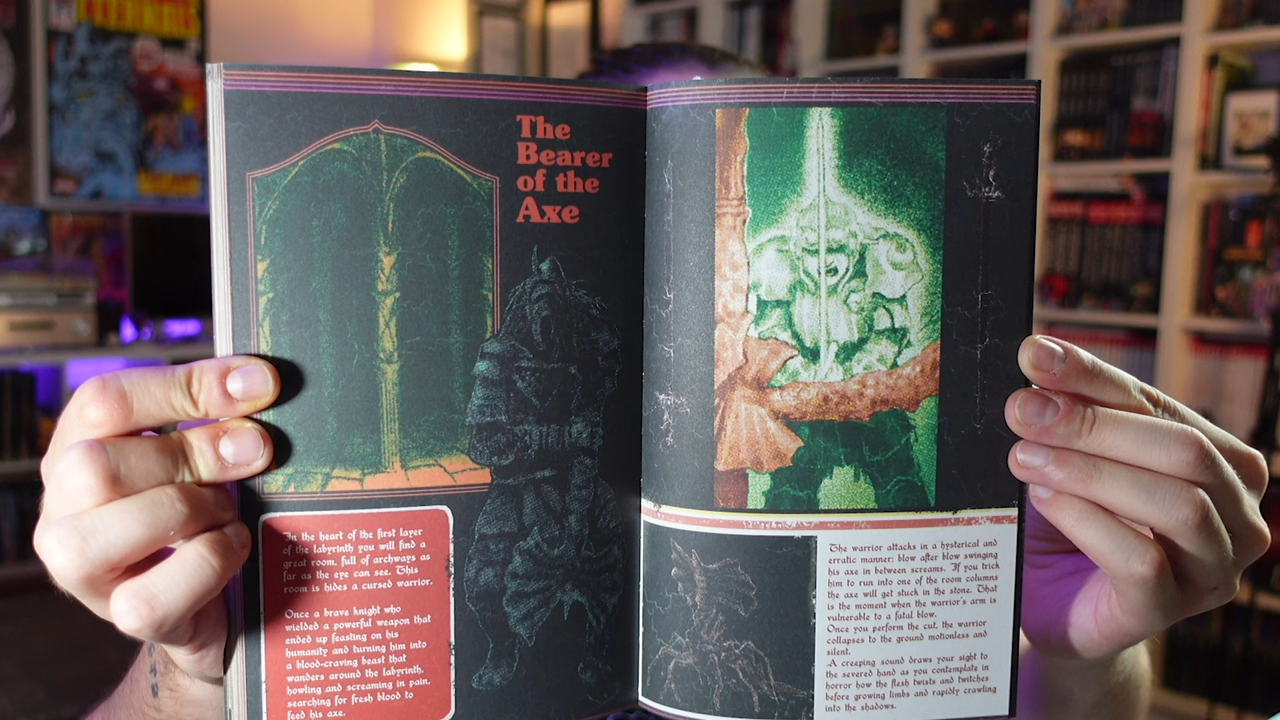 The
Bearer
of the
Axe
In the heart of the first layer
of the labyrinth you will find a
great room, full of archways as
far as the eye can see. This
room is hides a cursed warrior.
Once a brave knight who
wielded a powerful weapon that
ended up feasting on his
humanity and turning him into
a blood-craving beast that
wanders around the labyrinth,
howling and screaming in pain,
searching for fresh blood to
feed his axe.
The warrior attacks in a hysterical and
erratic manner; blow after blow swinging
his axe in between screams. If you trick
him to run into one of the room columns
the axe will get stuck in the stone. That
is the moment when the warrior's arm is
vulnerable to a fatal blow.
Once you perform the cut, the warrior
collapses to the ground motionless and
silent.
A creeping sound draws your sight to
the severed hand as you contemplate in
horror how the flesh twists and twitches
before growing limbs and rapidly crawling
into the shadows.